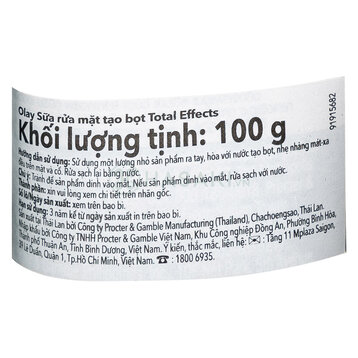 Olay Sữa rửa mặt tạo bọt Total Effects
Khối lượng tịnh: 100 g
Hướng dẫn sử dụng: Sử dụng một lượng nhỏ sản phẩm ra tay, hòa với nước tạo bọt, nhẹ nhàng mát-xa
đều trên mặt và cổ. Rửa sạch lại bằng nước.
Chú ý: Tránh để sản phẩm dính vào mắt. Nếu sản phẩm dính vào mắt, rửa sạch với nước.
Thành phần: xin vui lòng xem chi tiết trên nhãn gốc.
Số lô/Ngày sản xuất: xem trên bao bì.
Hạn sử dụng: 3 năm kể từ ngày sản xuất in trên bao bì.
Sản xuất tại Thái Lan bởi Công ty Procter & Gamble Manufacturing (Thailand), Chachoengsao, Thái Lan.
Nhập khẩu bởi Công ty TNHH Procter & Gamble Việt Nam, Khu Công nghiệp Đồng An, Phường Bình Hòa,
Thành phố Thuận An, Tỉnh Bình Dương, Việt Nam. Ý kiến, thắc mắc, liên hệ: Tầng 11 Mplaza Saigon,
39 Lê Duẩn, Quận 1, Tp.Hồ Chí Minh, Việt Nam. ☎: 1800 6935.
91915682